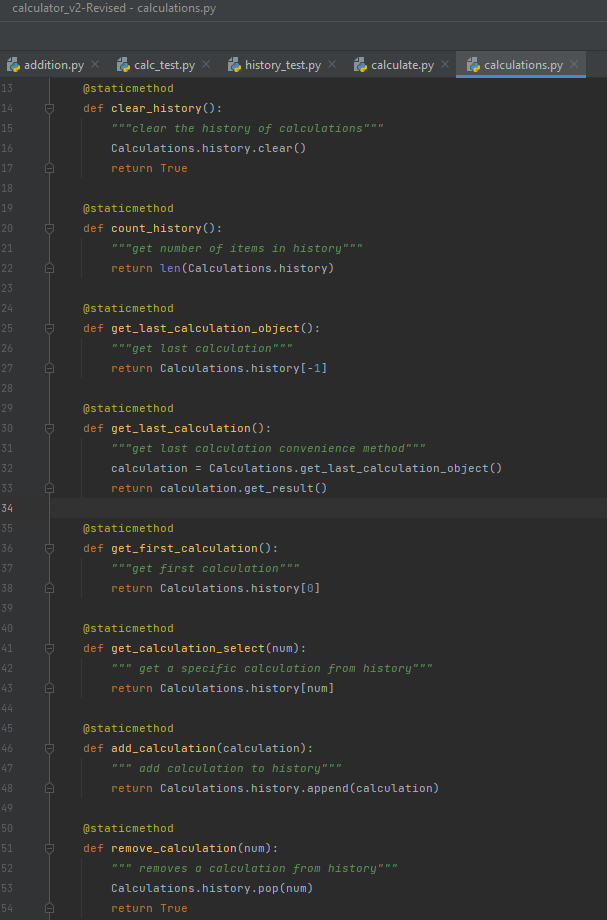 calculator_v2-Revised - calculations.py
addition.py calc_test.py history_test.py calculate.py calculations.py
13 @staticmethod
14 def clear_history():
15 """clear the history of calculations"""
16 Calculations.history.clear()
17 return True
18
19 @staticmethod
20 def count_history():
21 """get number of items in history"""
22 return len(Calculations.history)
23
24 @staticmethod
25 def get_last_calculation_object():
26 """get last calculation"""
27 return Calculations.history[-1]
28
29 @staticmethod
30 def get_last_calculation():
31 """get last calculation convenience method"""
32 calculation = Calculations.get_last_calculation_object()
33 return calculation.get_result()
34
35 @staticmethod
36 def get_first_calculation():
37 """get first calculation"""
38 return Calculations.history[0]
39
40 @staticmethod
41 def get_calculation_select(num):
42 """ get a specific calculation from history"""
43 return Calculations.history[num]
44
45 @staticmethod
46 def add_calculation(calculation):
47 """ add calculation to history"""
48 return Calculations.history.append(calculation)
49
50 @staticmethod
51 def remove_calculation(num):
52 """ removes a calculation from history"""
53 Calculations.history.pop(num)
54 return True